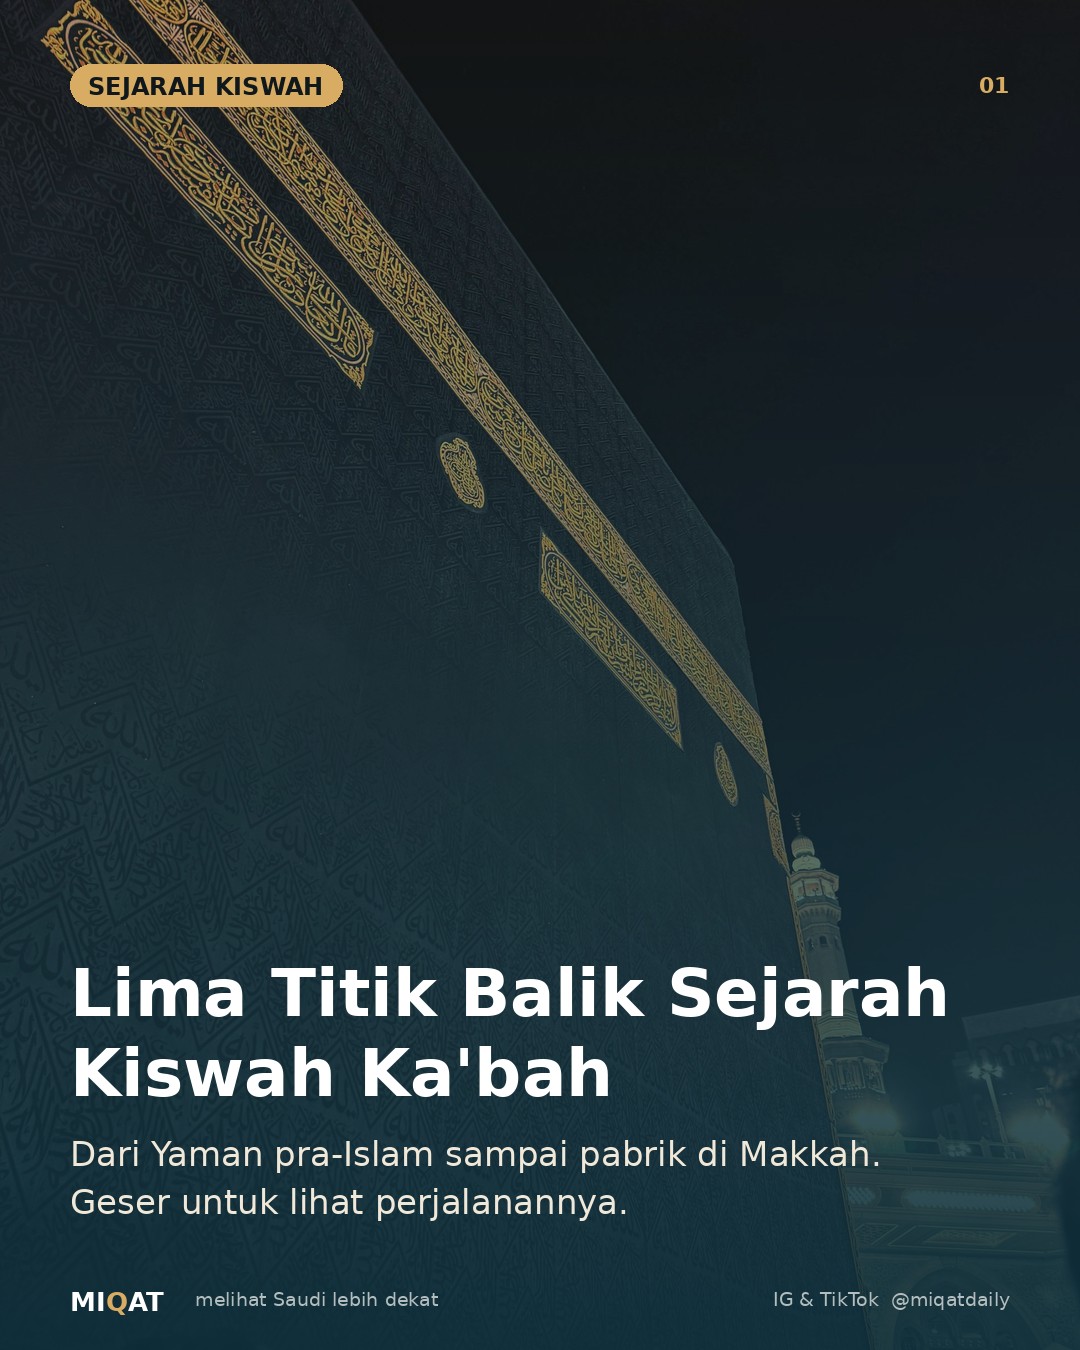 SEJARAH KISWAH
01
Lima Titik Balik Sejarah
Kiswah Ka'bah
Dari Yaman pra-Islam sampai pabrik di Makkah.
Geser untuk lihat perjalanannya.
MIQAT melihat Saudi lebih dekat
IG & TikTok @miqatdaily